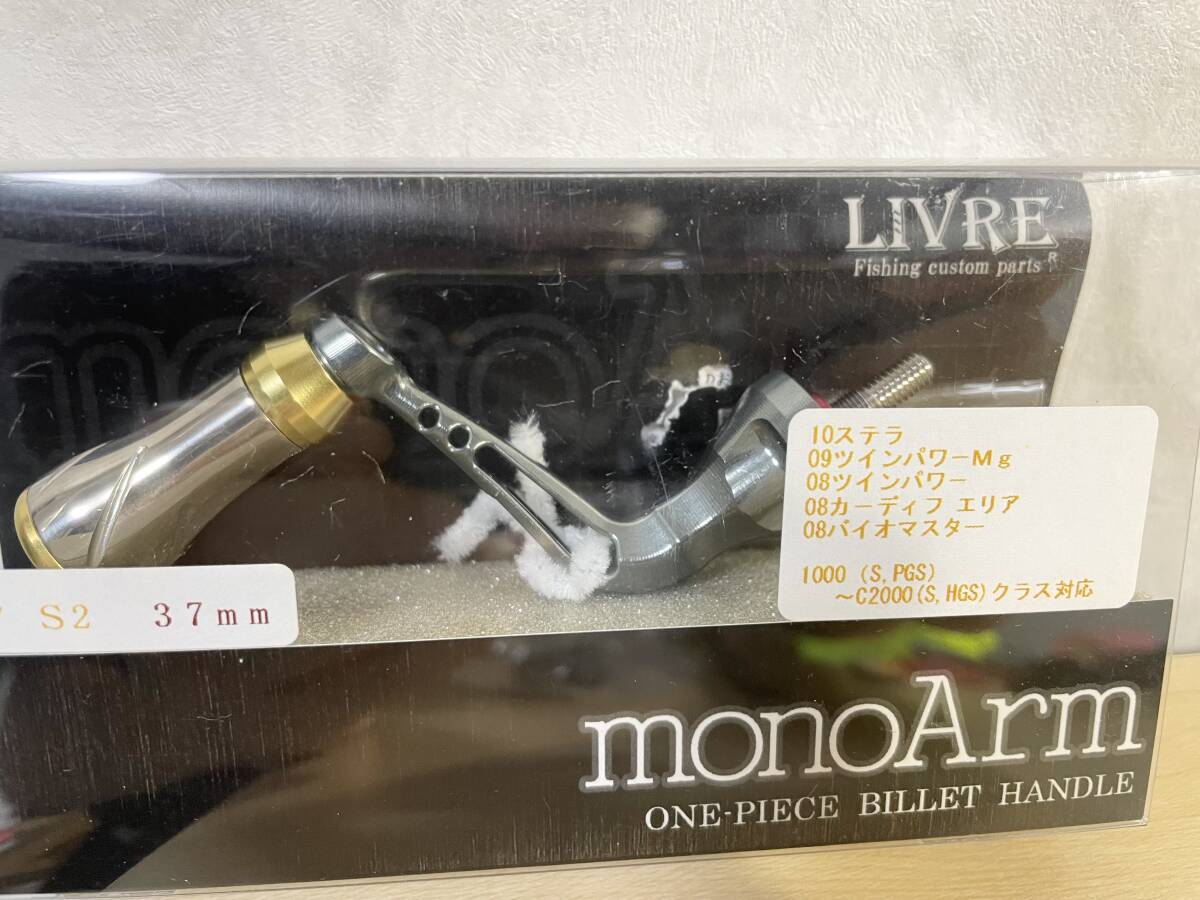 LIVRE
Fishing custom parts R
10ステラ
09ツインパワーMg
08ツインパワー
08カーディフ エリア
08バイオマスター
1000 (S,PGS)
～C2000(S,HGS)クラス対応
S2 37mm
monoArm
ONE-PIECE BILLET HANDLE